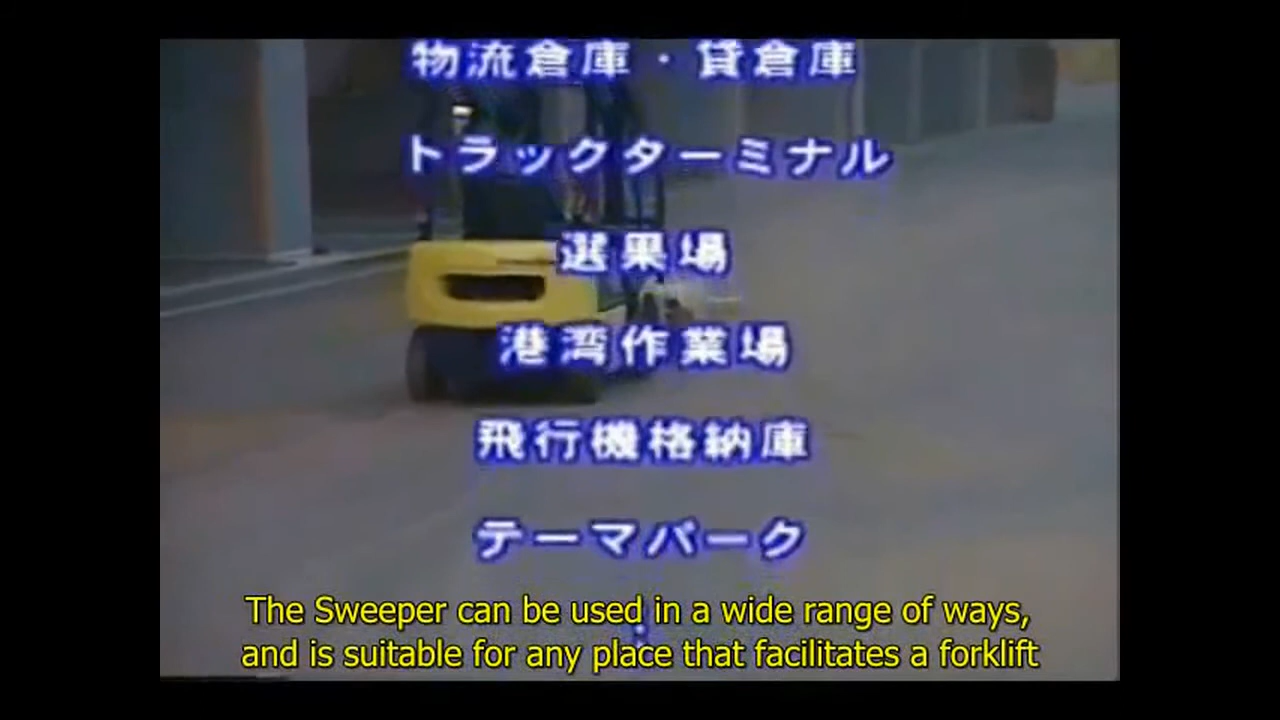 物流倉庫・貸倉庫
トラックターミナル
選果場
港湾作業場
飛行機格納庫
テーマパーク
The Sweeper can be used in a wide range of ways,
and is suitable for any place that facilitates a forklift